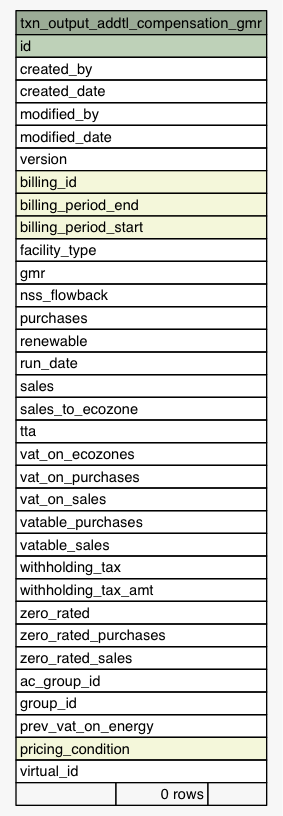 txn_output_addtl_compensation_gmr
id
created_by
created_date
modified_by
modified_date
version
billing_id
billing_period_end
billing_period_start
facility_type
gmr
nss_flowback
purchases
renewable
run_date
sales
sales_to_ecozone
tta
vat_on_ecozones
vat_on_purchases
vat_on_sales
vatable_purchases
vatable_sales
withholding_tax
withholding_tax_amt
zero_rated
zero_rated_purchases
zero_rated_sales
ac_group_id
group_id
prev_vat_on_energy
pricing_condition
virtual_id
0 rows